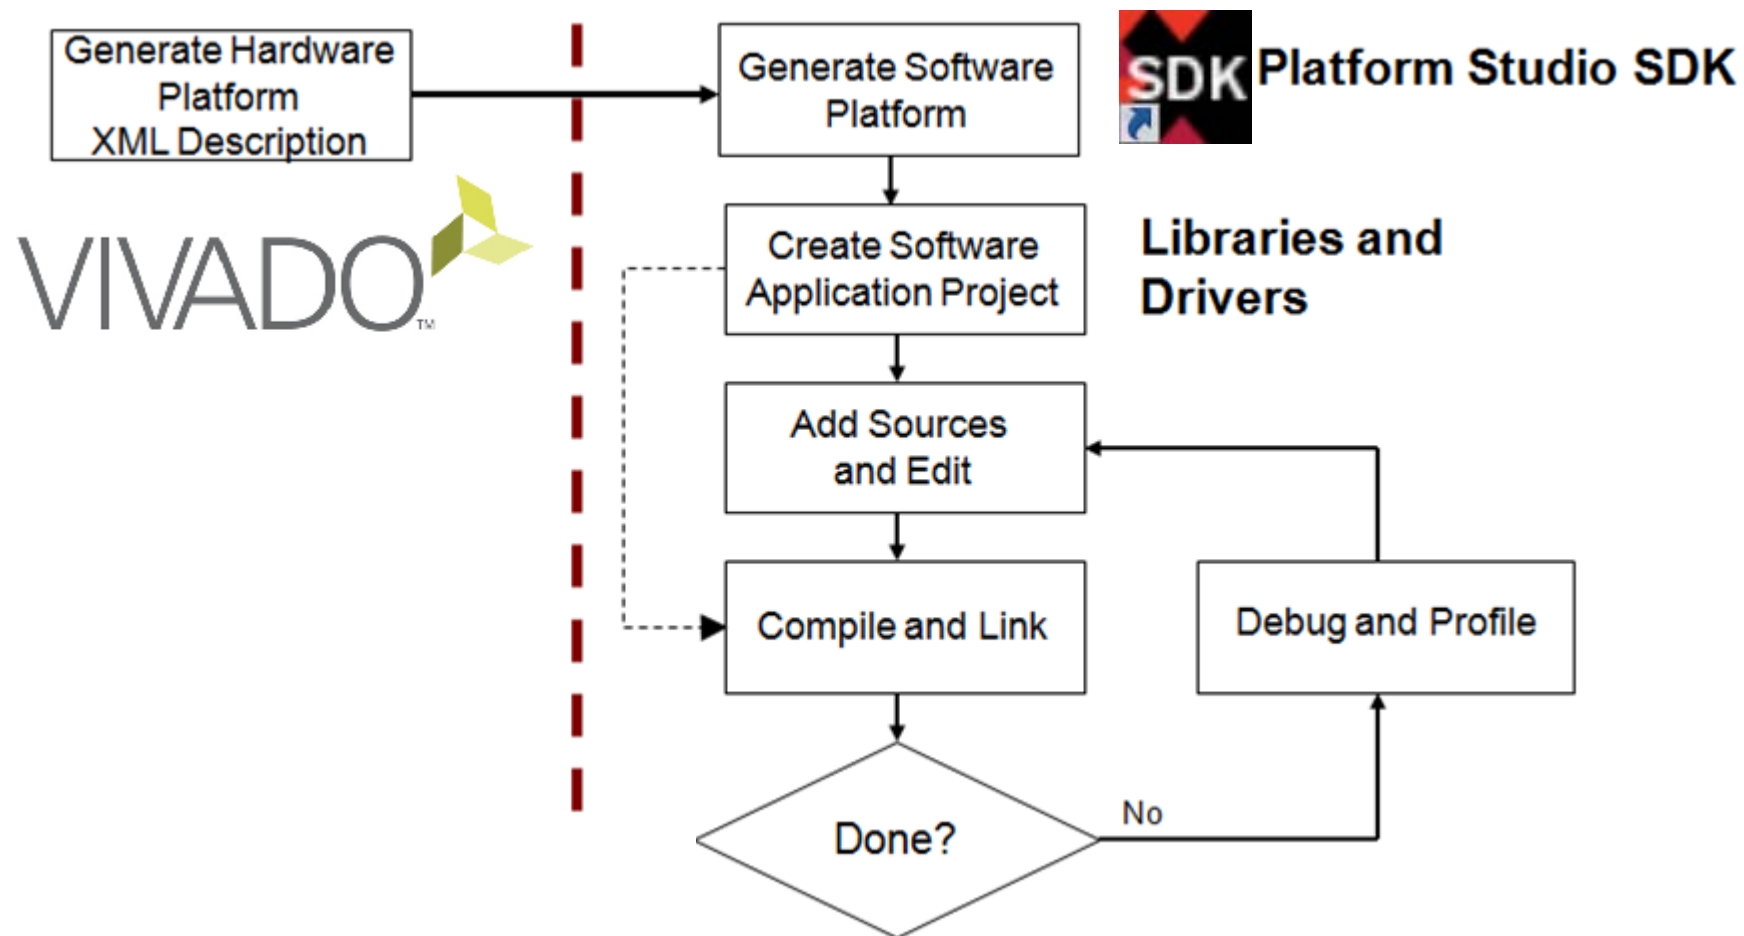 Generate Hardware
Platform
XML Description
Generate Software
Platform
SDK
Platform Studio SDK
VIVADO
TM
Create Software
Application Project
Libraries and
Drivers
Add Sources
and Edit
Compile and Link
Debug and Profile
Done?
No